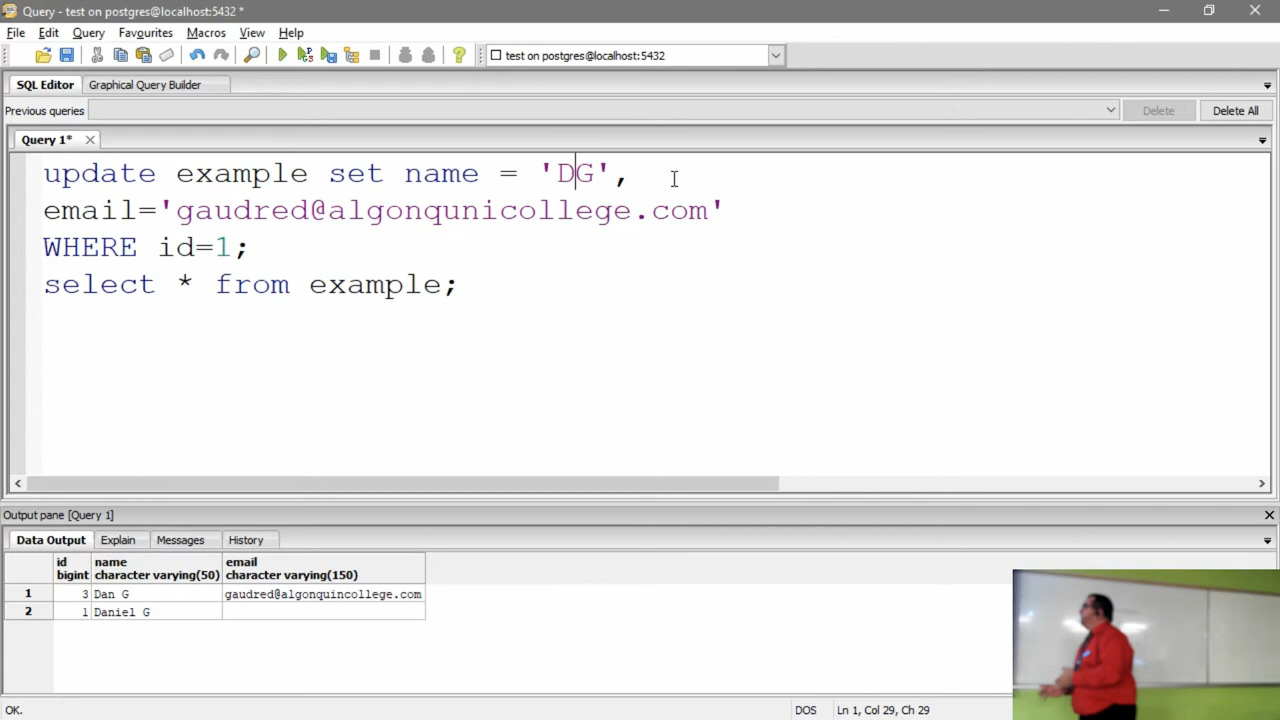 Query - test on postgres@localhost:5432 *
File Edit Query Favourites Macros View Help
test on postgres@localhost:5432
SQL Editor Graphical Query Builder
Previous queries Delete Delete All
Query 1*
update example set name = 'DG',
email='gaudred@algonqunicollege.com'
WHERE id=1;
select * from example;
Output pane [Query 1]
Data Output Explain Messages History
id name email
bigint character varying(50) character varying(150)
1 3 Dan G gaudred@algonquincollege.com
2 1 Daniel G
OK. DOS Ln 1, Col 29, Ch 29